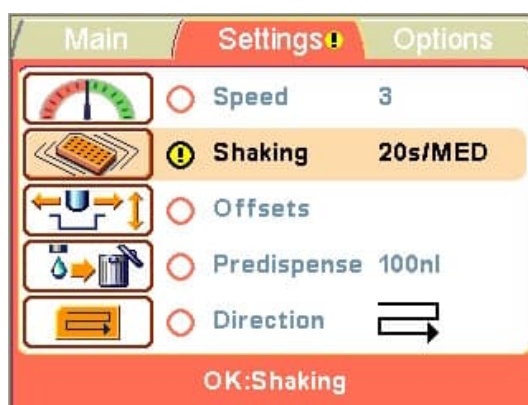 Main Settings! Options
Speed 3
! Shaking 20s/MED
Offsets
Predispense 100nl
Direction
OK:Shaking